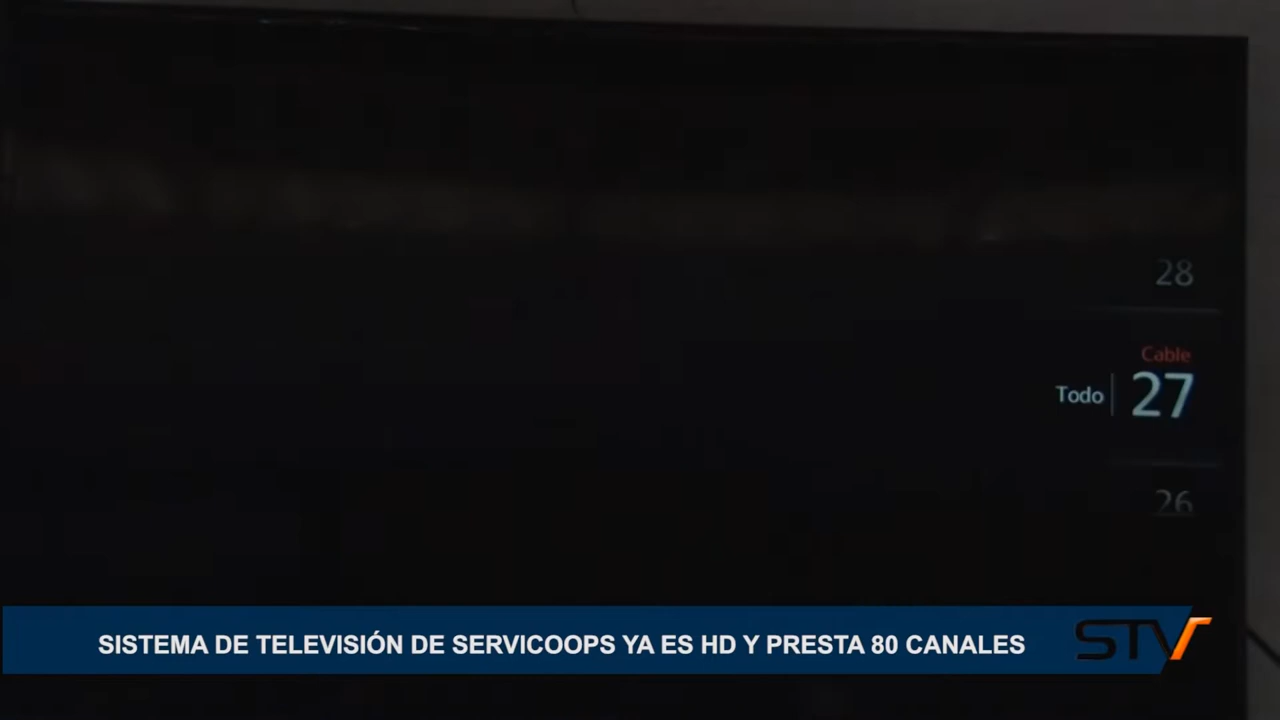 28
Cable
Todo 27
26
SISTEMA DE TELEVISIÓN DE SERVICOOPS YA ES HD Y PRESTA 80 CANALES
STV